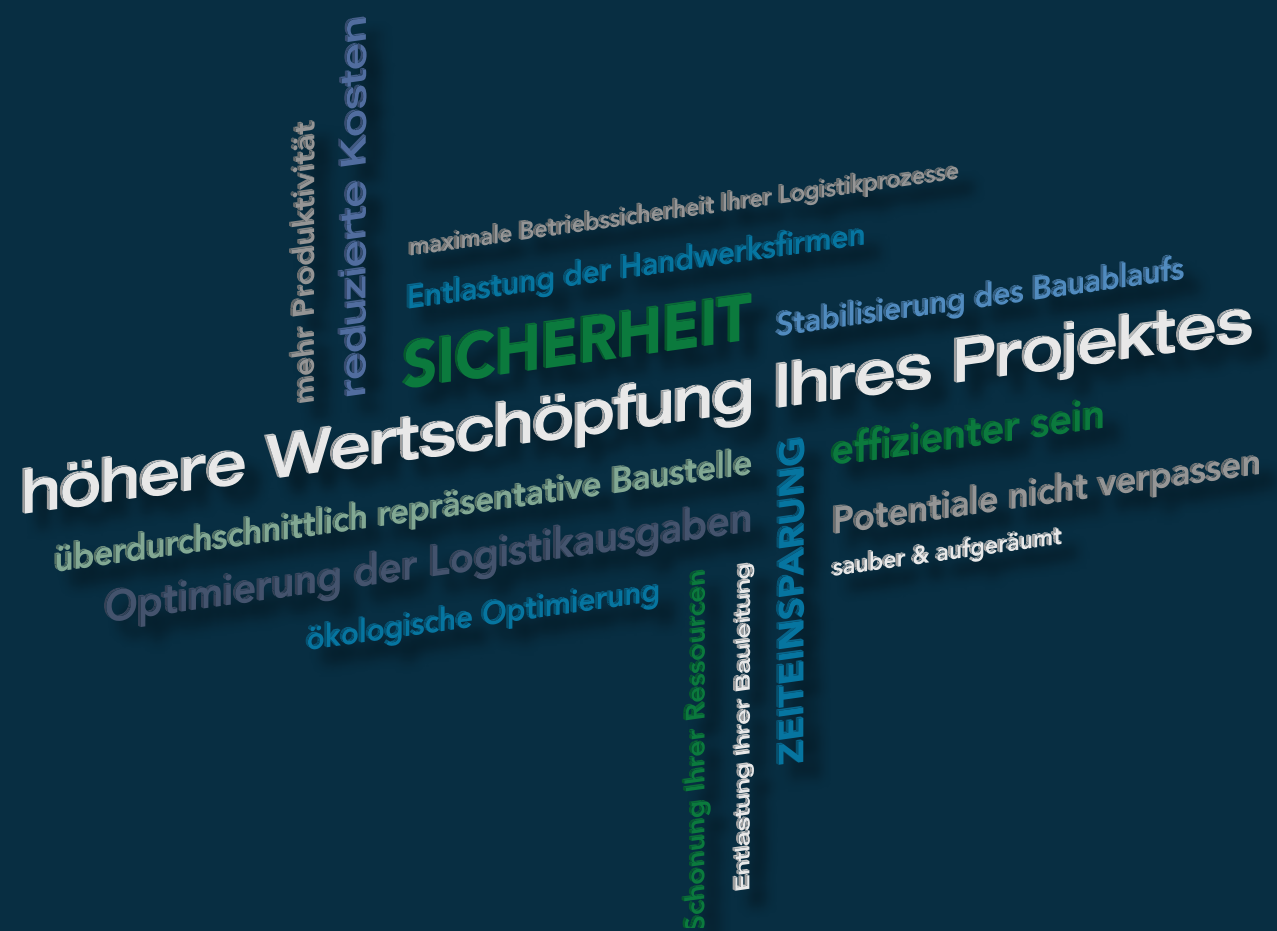 mehr Produktivität
reduzierte Kosten
maximale Betriebssicherheit Ihrer Logistikprozesse
Entlastung der Handwerksfirmen
SICHERHEIT
Stabilisierung des Bauablaufs
höhere Wertschöpfung Ihres Projektes
überdurchschnittlich repräsentative Baustelle
Optimierung der Logistikausgaben
ökologische Optimierung
Schonung Ihrer Ressourcen
Entlastung Ihrer Bauleitung
ZEITEINSPARUNG
effizienter sein
Potentiale nicht verpassen
sauber & aufgeräumt